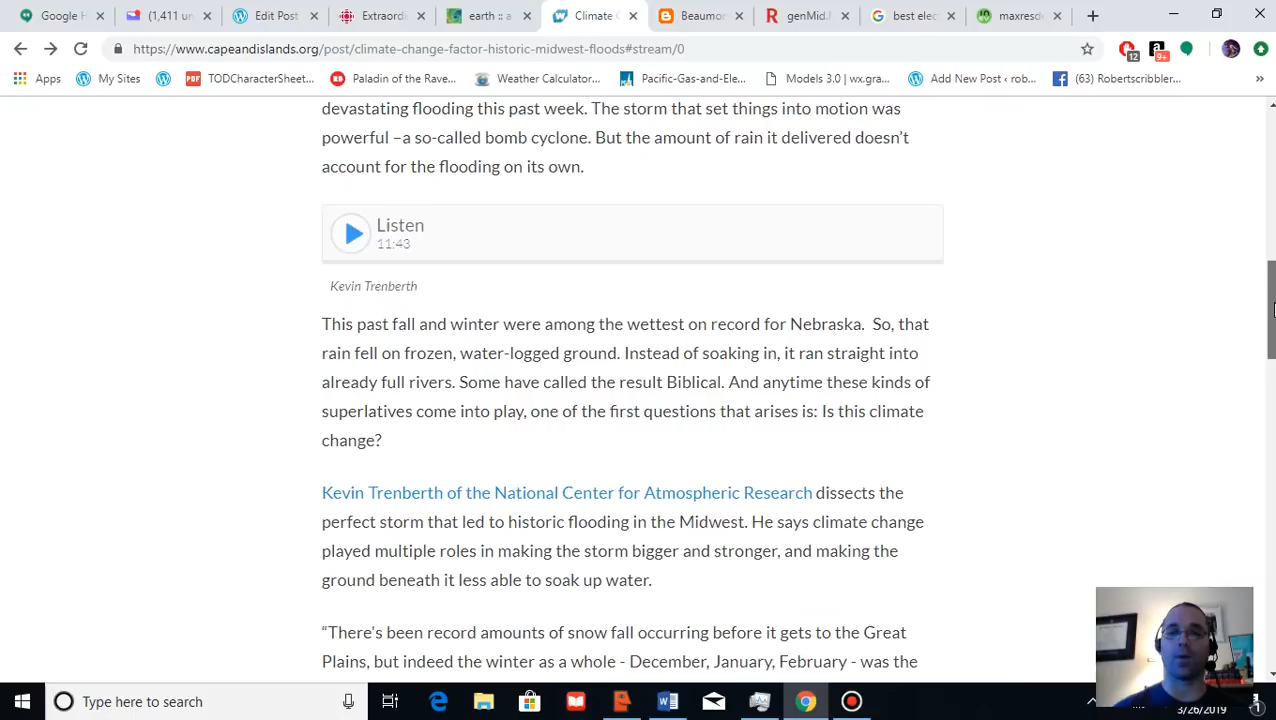 Google H
(1,411 un
Edit Post
Extraord
earth :: a
Climate C
Beaumon
genMid.N
best elec
maxresde
https://www.capeandislands.org/post/climate-change-factor-historic-midwest-floods#stream/0
12
9+
Apps
My Sites
PDF
TODCharacterSheet...
Paladin of the Rave...
Weather Calculator...
Pacific-Gas-and-Ele...
Models 3.0 | wx.gra...
Add New Post ‹ rob...
(63) Robertscribbler...
»
devastating flooding this past week. The storm that set things into motion was
powerful –a so-called bomb cyclone. But the amount of rain it delivered doesn’t
account for the flooding on its own.
Listen
11:43
Kevin Trenberth
This past fall and winter were among the wettest on record for Nebraska. So, that
rain fell on frozen, water-logged ground. Instead of soaking in, it ran straight into
already full rivers. Some have called the result Biblical. And anytime these kinds of
superlatives come into play, one of the first questions that arises is: Is this climate
change?
Kevin Trenberth of the National Center for Atmospheric Research dissects the
perfect storm that led to historic flooding in the Midwest. He says climate change
played multiple roles in making the storm bigger and stronger, and making the
ground beneath it less able to soak up water.
“There's been record amounts of snow fall occurring before it gets to the Great
Plains, but indeed the winter as a whole - December, January, February - was the
Type here to search
3/26/2019